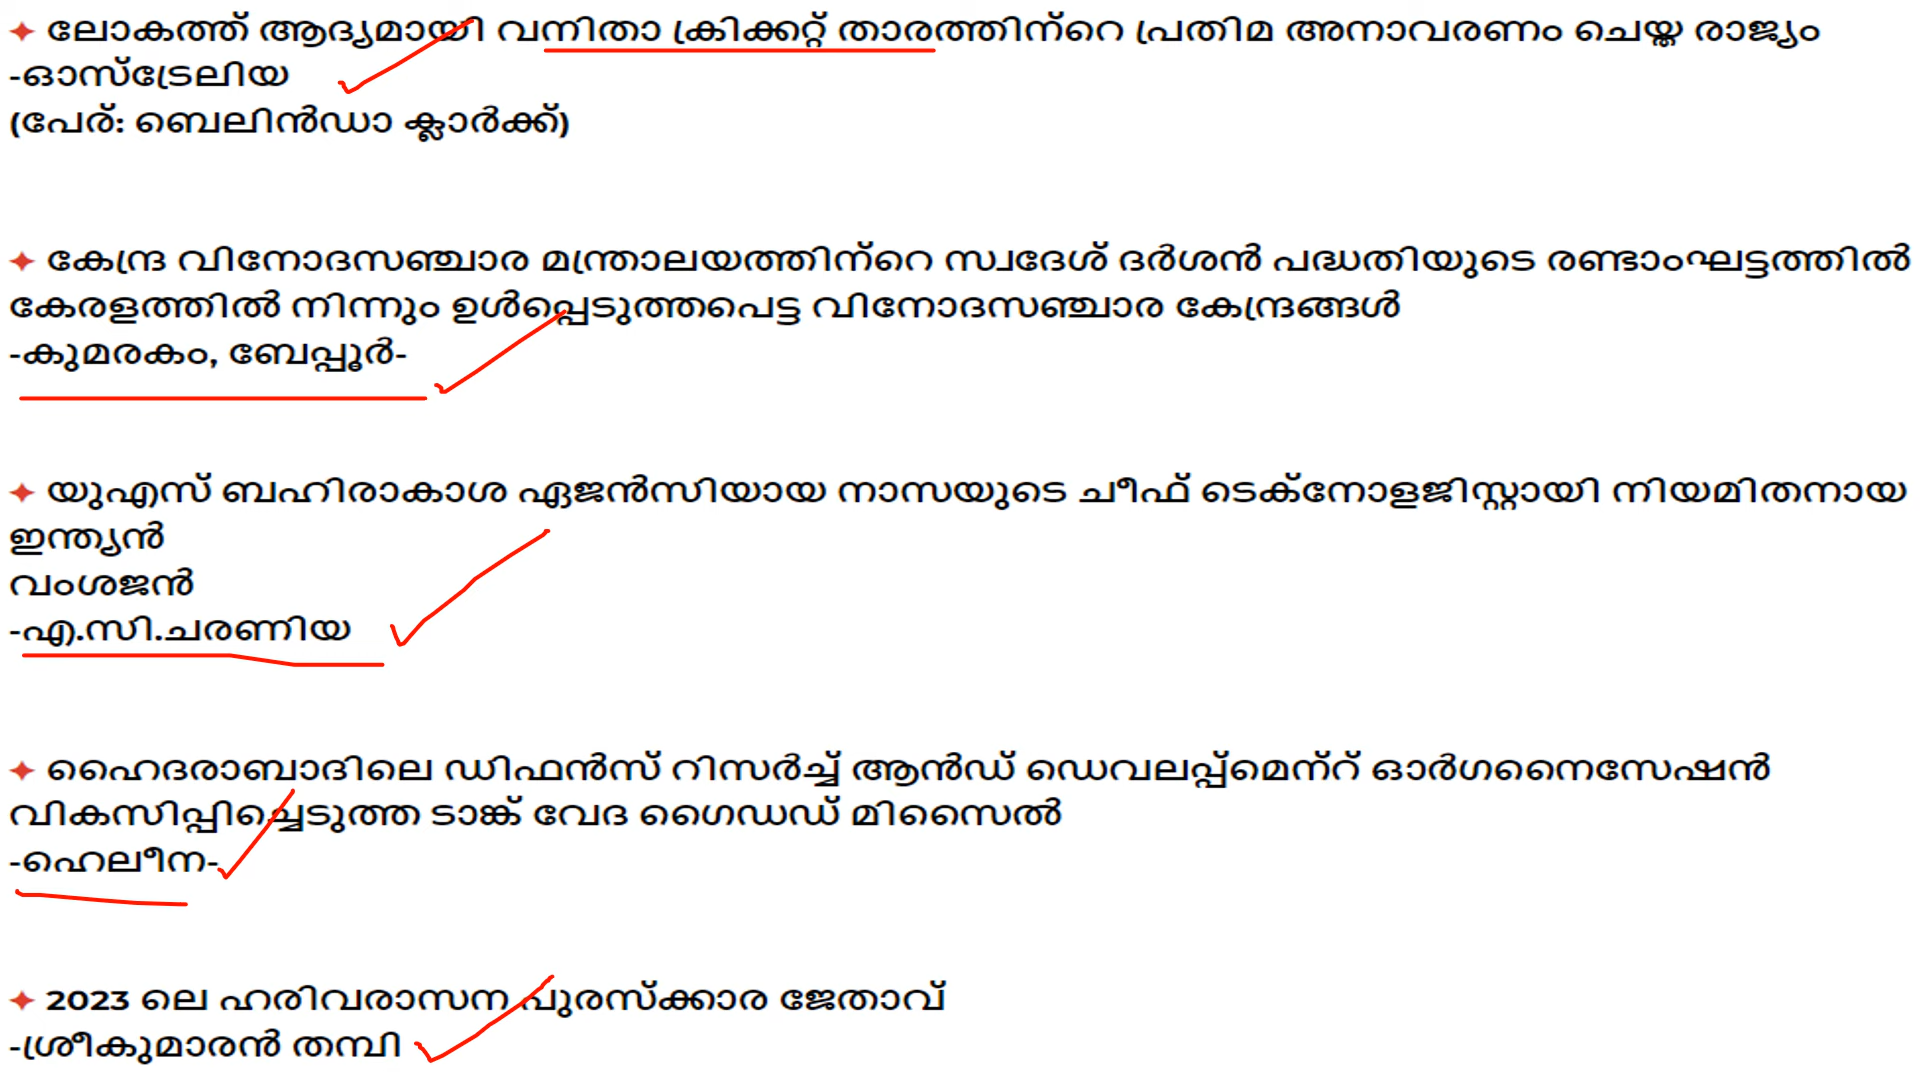 ✦ ലോകത്ത് ആദ്യമായി വനിതാ ക്രിക്കറ്റ് താരത്തിന്റെ പ്രതിമ അനാവരണം ചെയ്ത രാജ്യം
-ഓസ്ട്രേലിയ
(പേര്: ബെലിൻഡാ ക്ലാർക്ക്)
✦ കേന്ദ്ര വിനോദസഞ്ചാര മന്ത്രാലയത്തിന്റെ സ്വദേശ് ദർശൻ പദ്ധതിയുടെ രണ്ടാംഘട്ടത്തിൽ
കേരളത്തിൽ നിന്നും ഉൾപ്പെടുത്തപെട്ട വിനോദസഞ്ചാര കേന്ദ്രങ്ങൾ
-കുമരകം, ബേപ്പൂർ-
✦ യുഎസ് ബഹിരാകാശ ഏജൻസിയായ നാസയുടെ ചീഫ് ടെക്നോളജിസ്റ്റായി നിയമിതനായ
ഇന്ത്യൻ
വംശജൻ
-എ.സി.ചരണിയ
✦ ഹൈദരാബാദിലെ ഡിഫൻസ് റിസർച്ച് ആൻഡ് ഡെവലപ്പ്മെന്റ് ഓർഗനൈസേഷൻ
വികസിപ്പിച്ചെടുത്ത ടാങ്ക് വേദ ഗൈഡഡ് മിസൈൽ
-ഹെലീന-
✦ 2023 ലെ ഹരിവരാസന പുരസ്ക്കാര ജേതാവ്
-ശ്രീകുമാരൻ തമ്പി